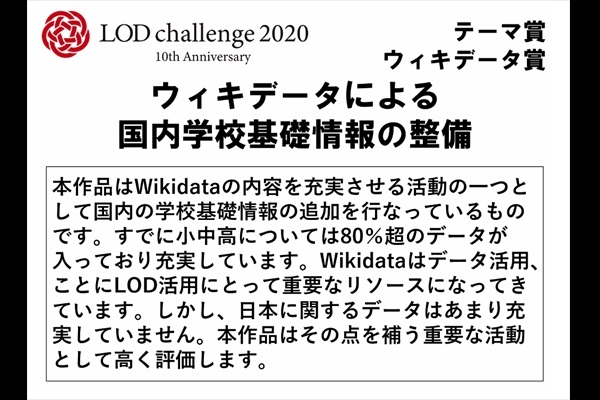 LOD challenge 2020
10th Anniversary
テーマ賞
ウィキデータ賞
ウィキデータによる
国内学校基礎情報の整備
本作品はWikidataの内容を充実させる活動の一つと
して国内の学校基礎情報の追加を行なっているもの
です。すでに小中高については80%超のデータが
入っており充実しています。Wikidataはデータ活用、
ことにLOD活用にとって重要なリソースになってき
ています。しかし、日本に関するデータはあまり充
実していません。本作品はその点を補う重要な活動
として高く評価します。